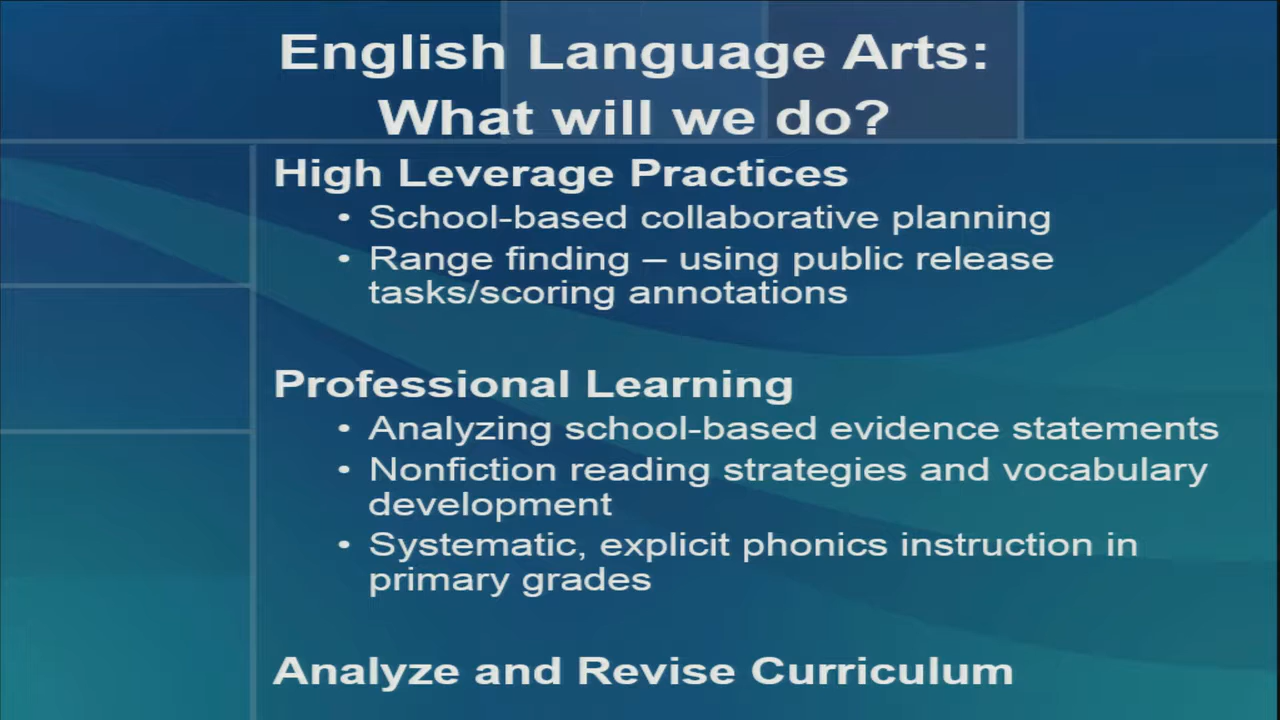 English Language Arts:
What will we do?
High Leverage Practices
• School-based collaborative planning
• Range finding – using public release
tasks/scoring annotations
Professional Learning
• Analyzing school-based evidence statements
• Nonfiction reading strategies and vocabulary
development
• Systematic, explicit phonics instruction in
primary grades
Analyze and Revise Curriculum